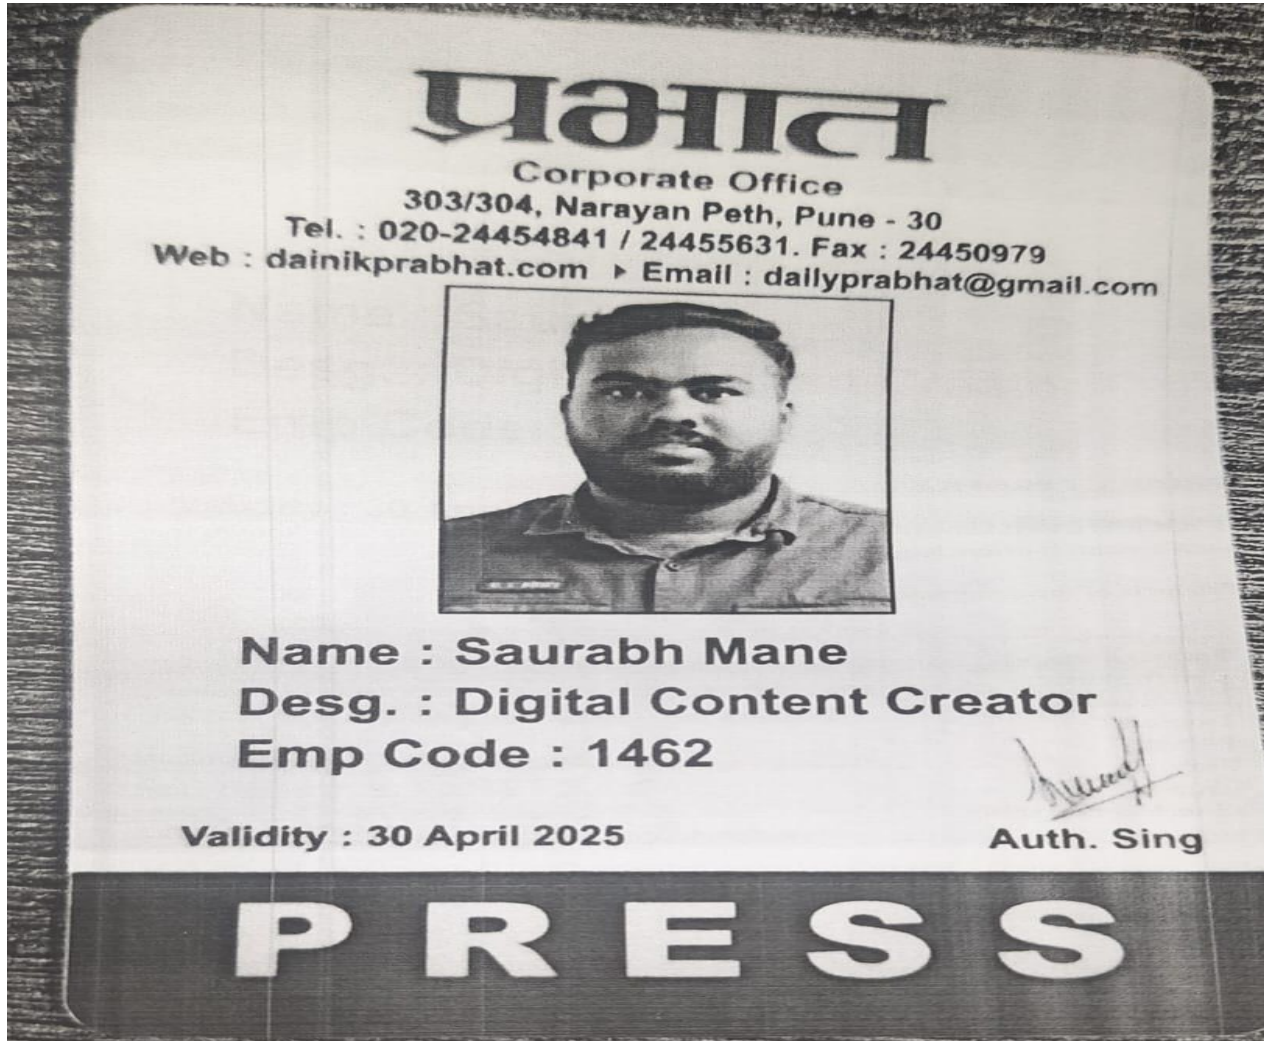 प्रभात
Corporate Office
303/304, Narayan Peth, Pune - 30
Tel. : 020-24454841 / 24455631. Fax : 24450979
Web : dainikprabhat.com ▸ Email : dailyprabhat@gmail.com
Name : Saurabh Mane
Desg. : Digital Content Creator
Emp Code : 1462
Validity : 30 April 2025
Auth. Sing
PRESS